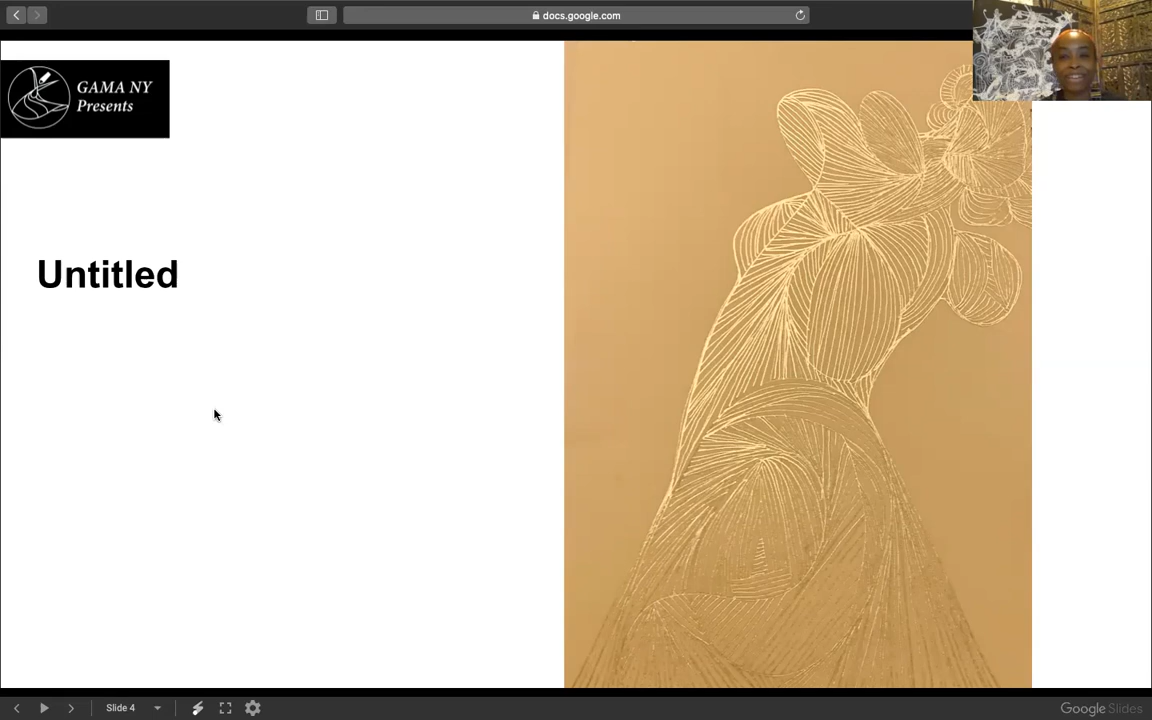 docs.google.com
GAMA NY
Presents
Untitled
Slide 4
Google Slides